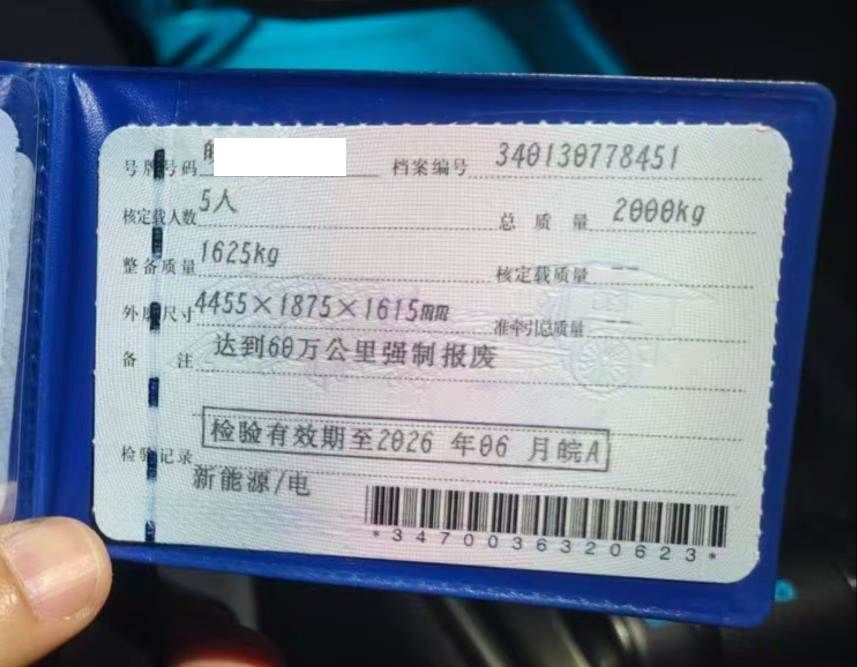 号牌号码 皖 档案编号 340130778451
核定载人数 5人 总质量 2000kg
整备质量 1625kg 核定载质量 --
外廓尺寸 4455×1875×1615mm 准牵引总质量 --
备注 达到60万公里强制报废
检验记录 检验有效期至2026年06月皖A
新能源/电
*3470036320623*